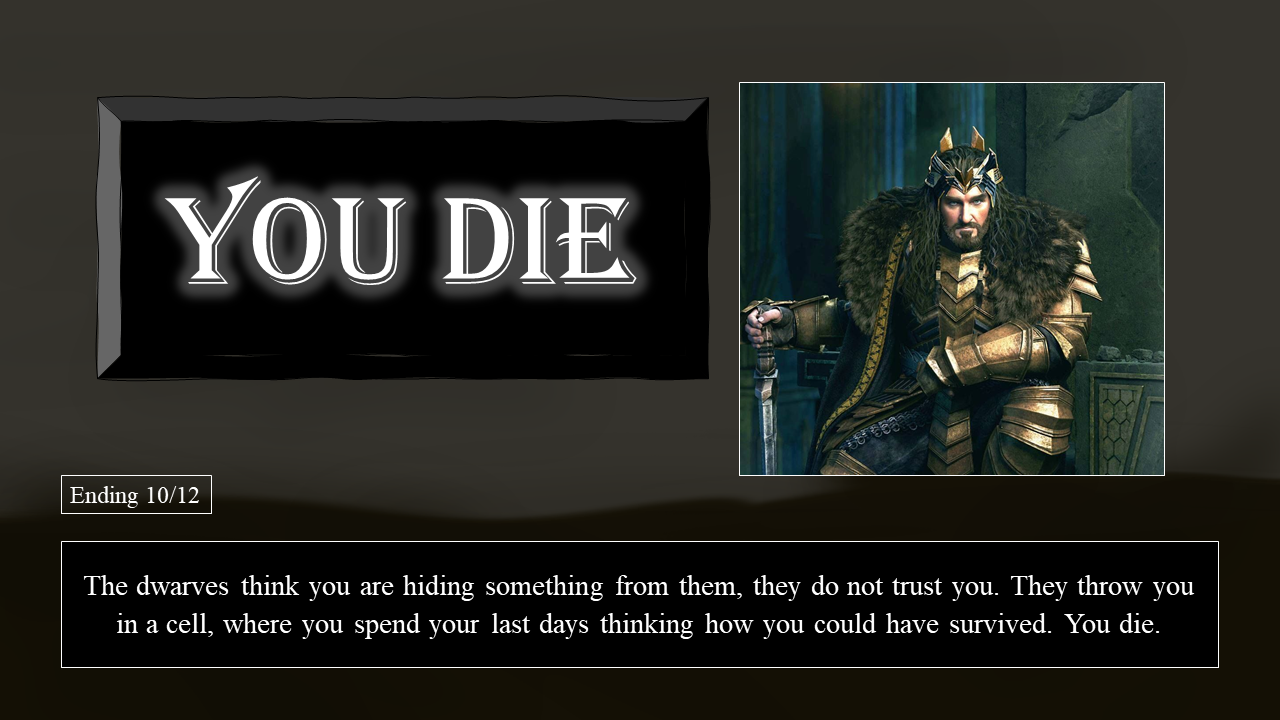 YOU DIE
Ending 10/12
The dwarves think you are hiding something from them, they do not trust you. They throw you
in a cell, where you spend your last days thinking how you could have survived. You die.